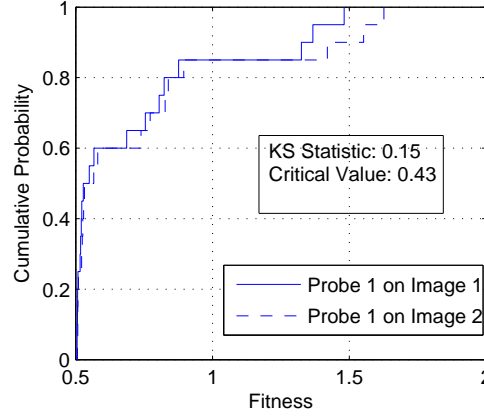 1
0.8
0.6
0.4
0.2
0
Cumulative Probability
KS Statistic: 0.15
Critical Value: 0.43
Probe 1 on Image 1
Probe 1 on Image 2
0.5
1
1.5
2
Fitness